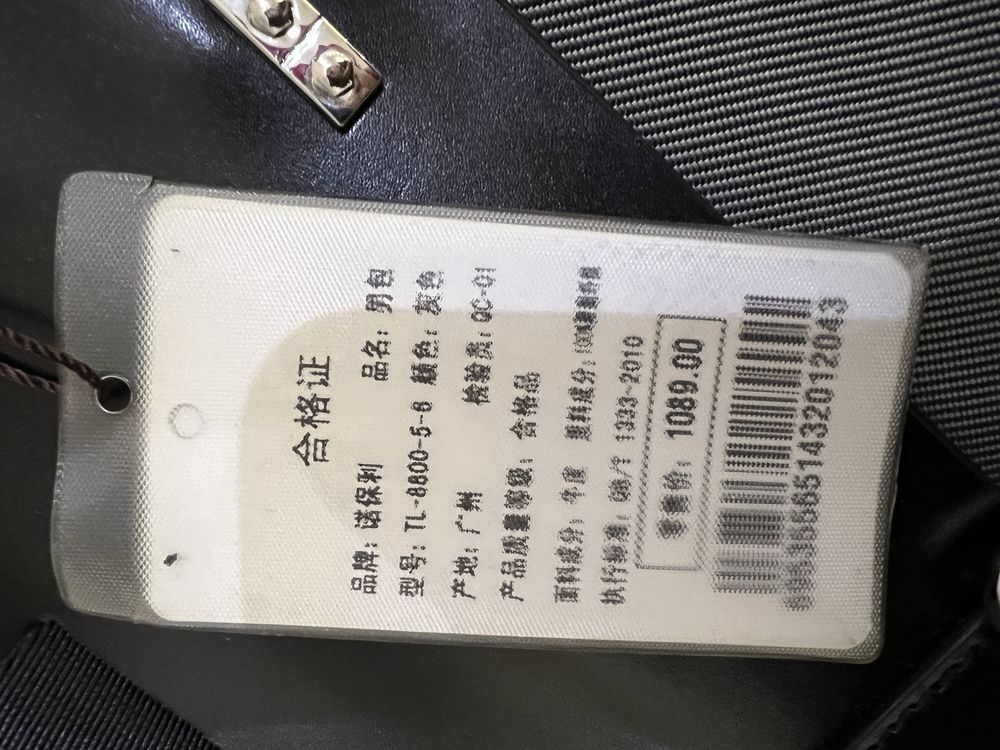 合格证
品牌：诺保利 品名：男包
型号：TL-8800-5-6 颜色：灰色
产地：广州 检验员：QC-01
产品质量等级：合格品
面料成分：牛皮 里料成分：100%
执行标准：QB/T 1333-2010
零售价：1089.00